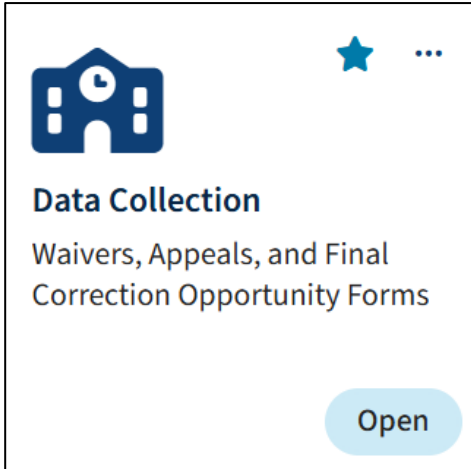 Data Collection
Waivers, Appeals, and Final
Correction Opportunity Forms
Open